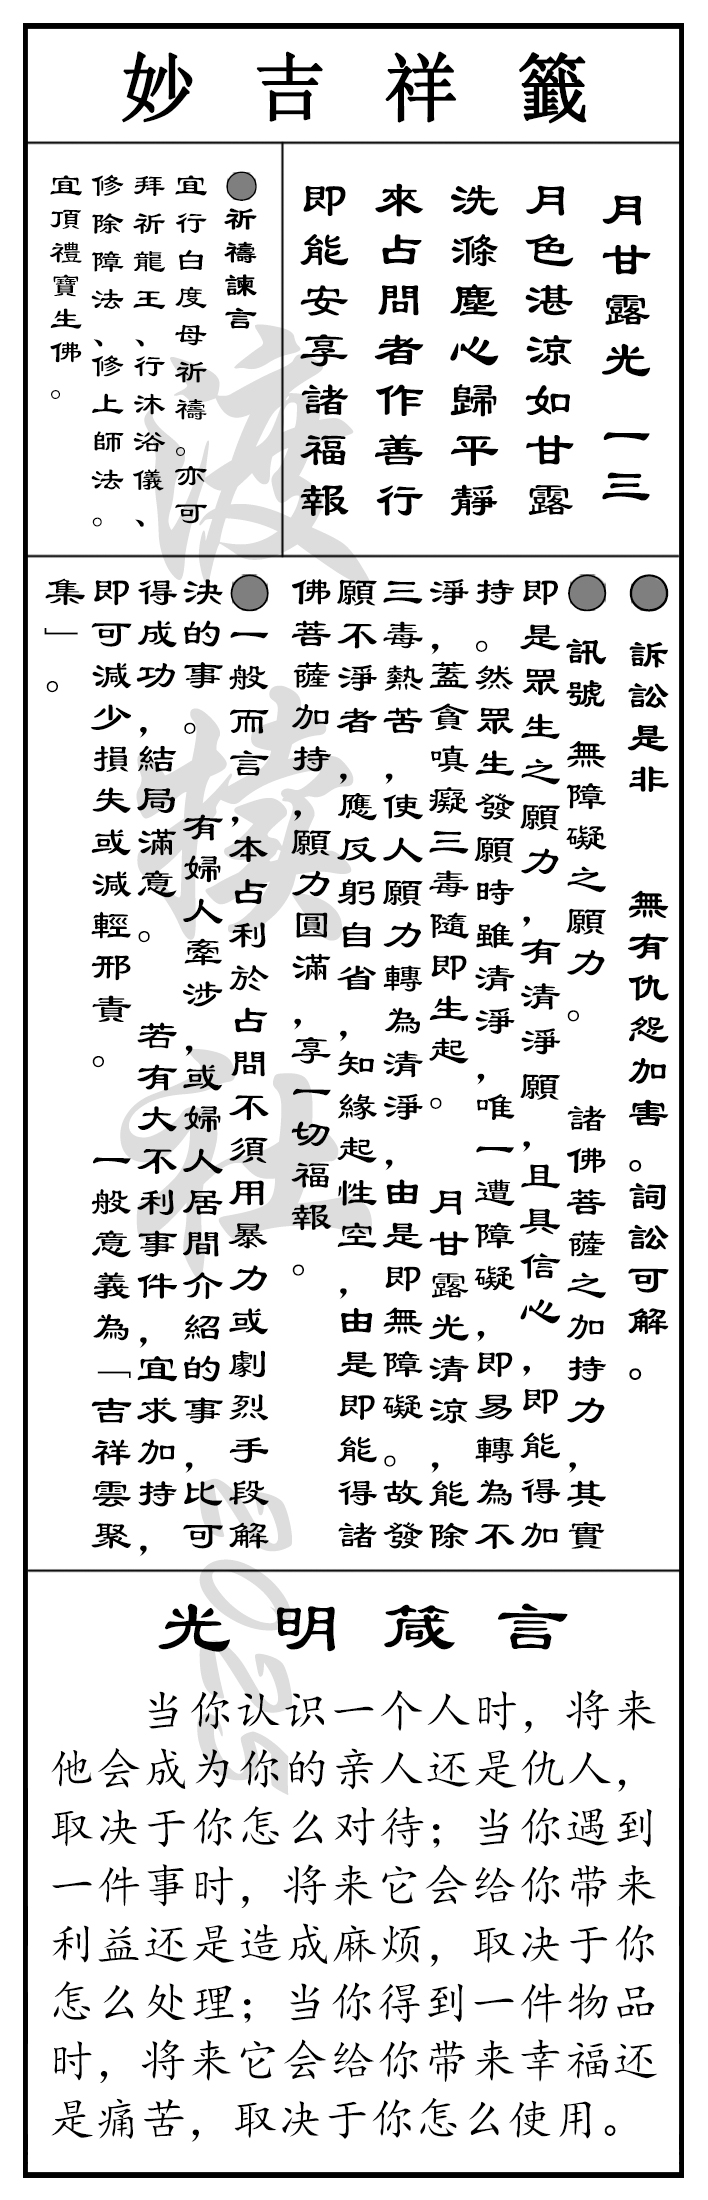 妙吉祥籤
月甘露光 一三
月色湛涼如甘露
洗滌塵心歸平靜
來占問者作善行
即能安享諸福報
●祈禱諫言
宜行白度母祈禱。亦可
拜祈龍王、行沐浴儀、
修除障法、修上師法。
宜頂禮寶生佛。
● 訴訟是非 無有仇怨加害。詞訟可解。
● 訊號 無障礙之願力。 諸佛菩薩之加持力，其實
即是眾生之願力，有清淨願，且具信心，即能得加
持。然眾生發願時雖清淨，唯一遭障礙，即易轉為不
淨，蓋貪嗔癡三毒隨即生起。 月甘露光清涼，能除
三毒熱苦，使人願力轉為清淨，由是即無障礙。故發
願不淨者，應反躬自省，知緣起性空，由是即能得諸
佛菩薩加持，願力圓滿，享一切福報。
●一般而言，本占利於占問不須用暴力或劇烈手段解
決的事。 有婦人牽涉，或婦人居間介紹的事，比可
得成功，結局滿意。 若有大不利事件，宜求加持，
即可減少損失或減輕邢責。 一般意義為「吉祥雲聚
集」。
光明箴言
当你认识一个人时，将来
他会成为你的亲人还是仇人，
取决于你怎么对待；当你遇到
一件事时，将来它会给你带来
利益还是造成麻烦，取决于你
怎么处理；当你得到一件物品
时，将来它会给你带来幸福还
是痛苦，取决于你怎么使用。
2025